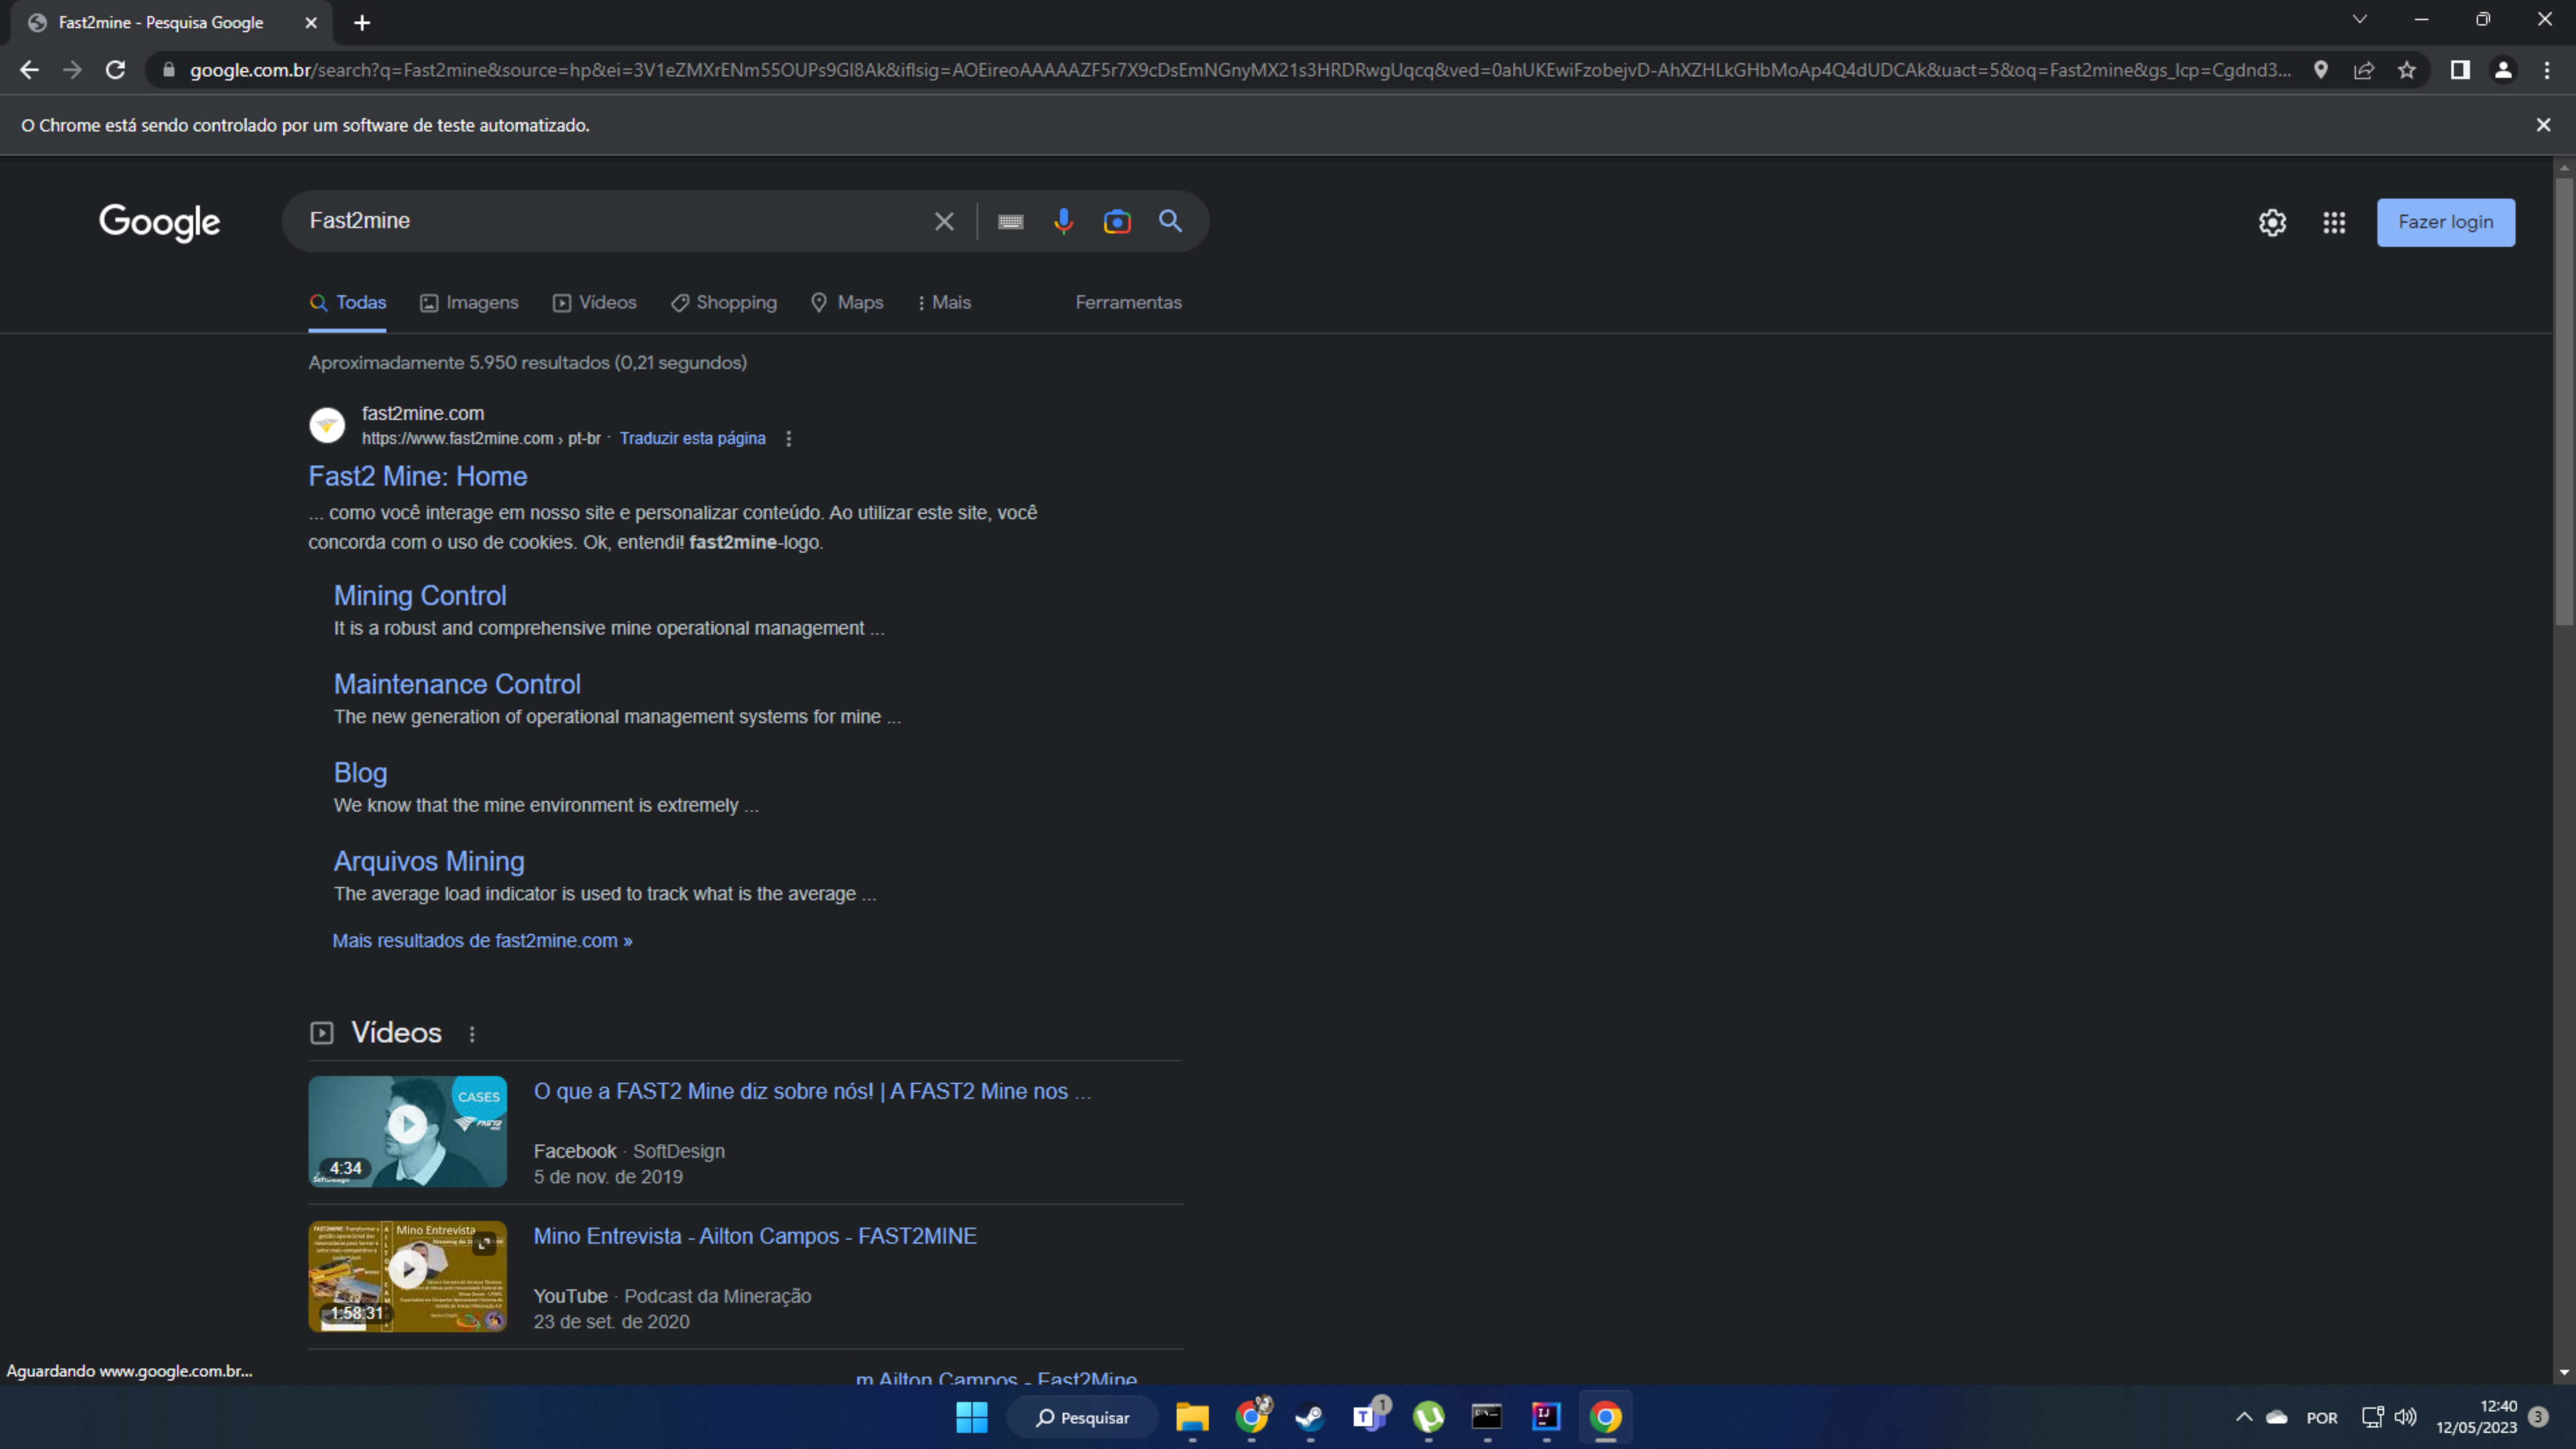 Fast2mine - Pesquisa Google
google.com.br/search?q=Fast2mine&source=hp&ei=3V1eZMXrENm55OUPs9GI8Ak&iflsig=AOEireoAAAAAZF5r7X9cDsEmNGnyMX21s3HRDRwgUqcq&ved=0ahUKEwiFzobejvD-AhXZHLkGHbMoAp4Q4dUDCAk&uact=5&oq=Fast2mine&gs_lcp=Cgdnd3...
O Chrome está sendo controlado por um software de teste automatizado.
Google
Fast2mine
Fazer login
Todas Imagens Vídeos Shopping Maps Mais Ferramentas
Aproximadamente 5.950 resultados (0,21 segundos)
fast2mine.com
https://www.fast2mine.com › pt-br · Traduzir esta página
Fast2 Mine: Home
... como você interage em nosso site e personalizar conteúdo. Ao utilizar este site, você
concorda com o uso de cookies. Ok, entendi! fast2mine-logo.
Mining Control
It is a robust and comprehensive mine operational management ...
Maintenance Control
The new generation of operational management systems for mine ...
Blog
We know that the mine environment is extremely ...
Arquivos Mining
The average load indicator is used to track what is the average ...
Mais resultados de fast2mine.com »
Vídeos
CASES
FAST2
4:34
SoftDesign
O que a FAST2 Mine diz sobre nós! | A FAST2 Mine nos ...
Facebook · SoftDesign
5 de nov. de 2019
Mino Entrevista
1:58:31
Mino Entrevista - Ailton Campos - FAST2MINE
YouTube · Podcast da Mineração
23 de set. de 2020
m Ailton Campos - Fast2Mine
Aguardando www.google.com.br...
Pesquisar
1
POR
12:40
12/05/2023
3